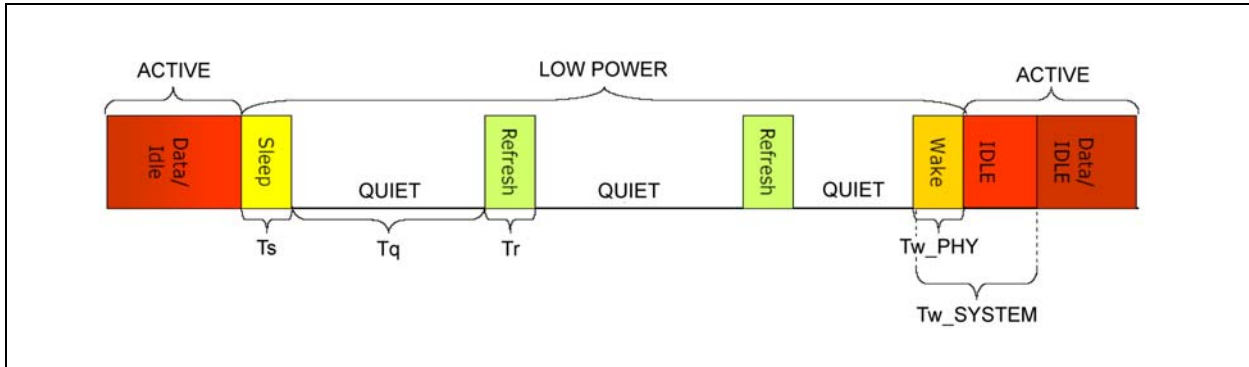 ACTIVE
LOW POWER
ACTIVE
Data/
Idle
Sleep
QUIET
Refresh
QUIET
Refresh
QUIET
Wake
IDLE
Data/
IDLE
Ts
Tq
Tr
Tw_PHY
Tw_SYSTEM